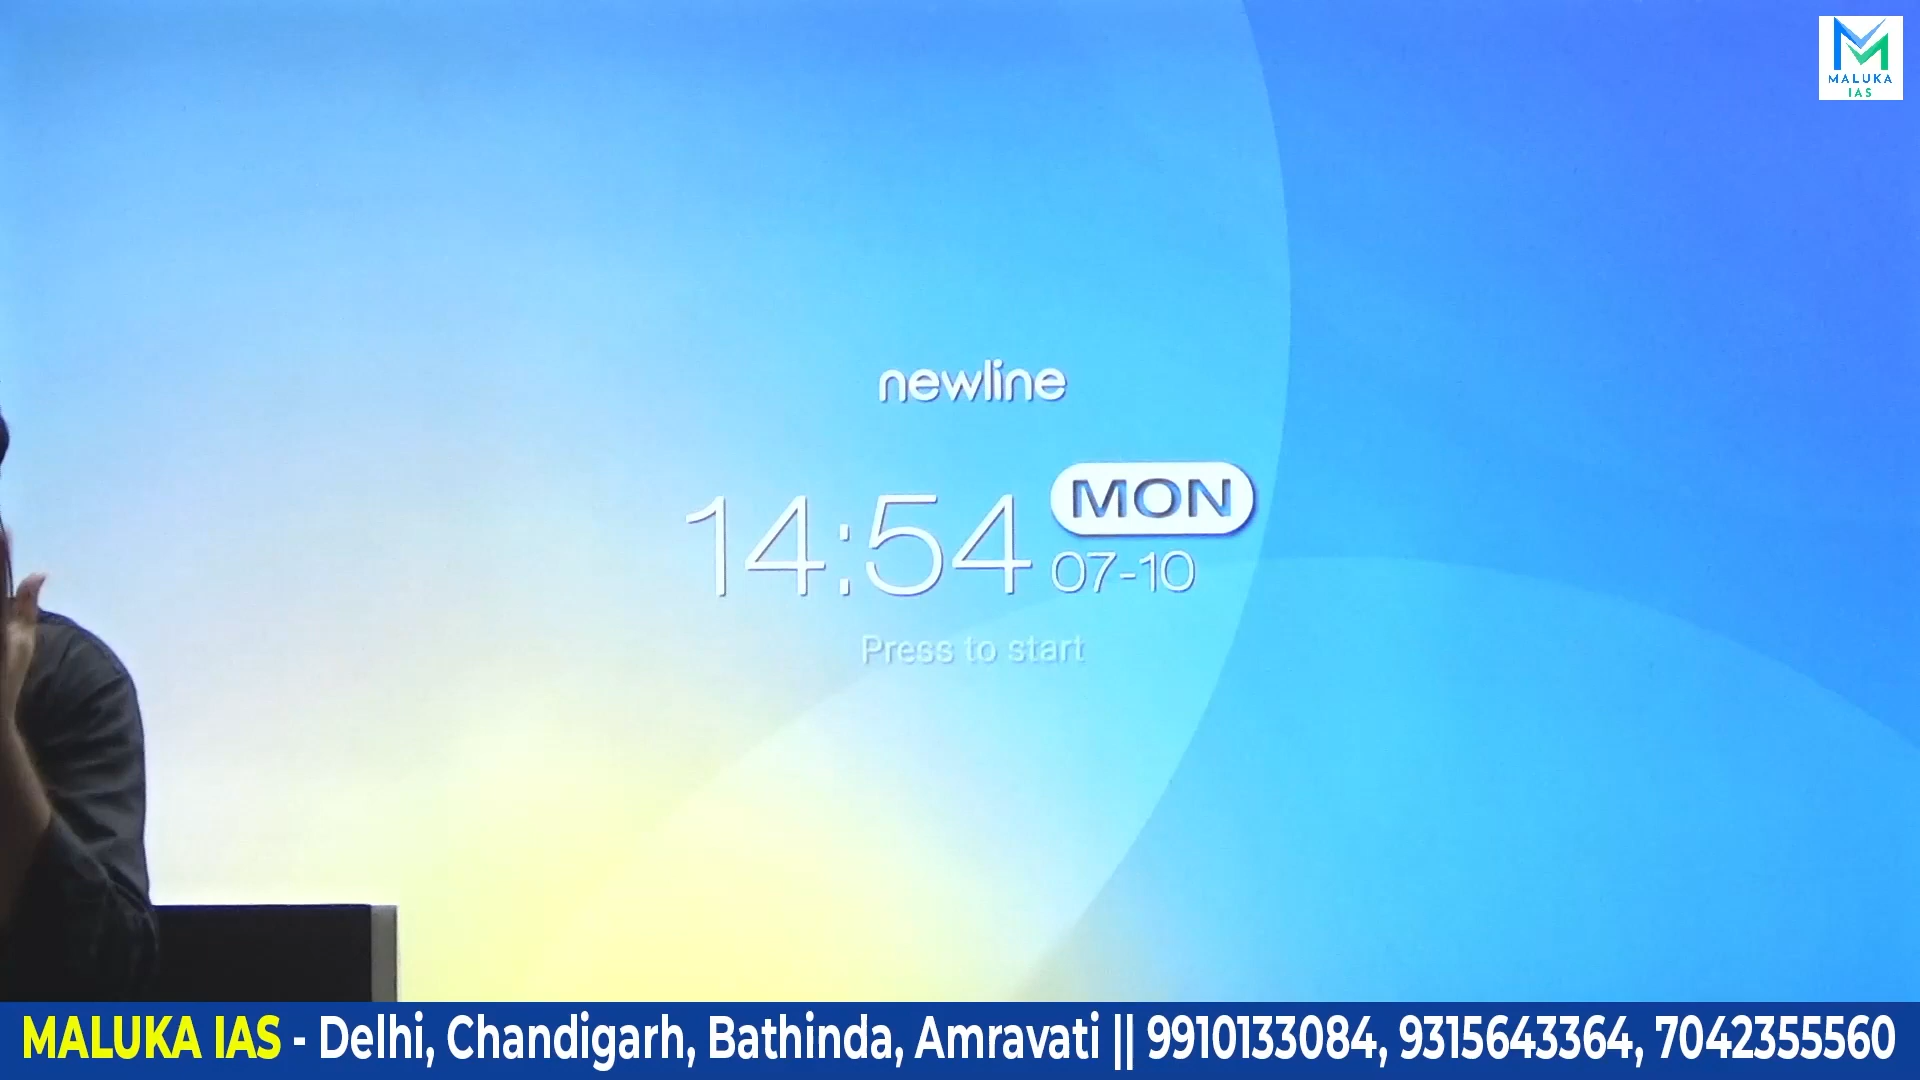 MALUKA
IAS
newline
14:54 MON
07-10
Press to start
MALUKA IAS - Delhi, Chandigarh, Bathinda, Amravati || 9910133084, 9315643364, 7042355560